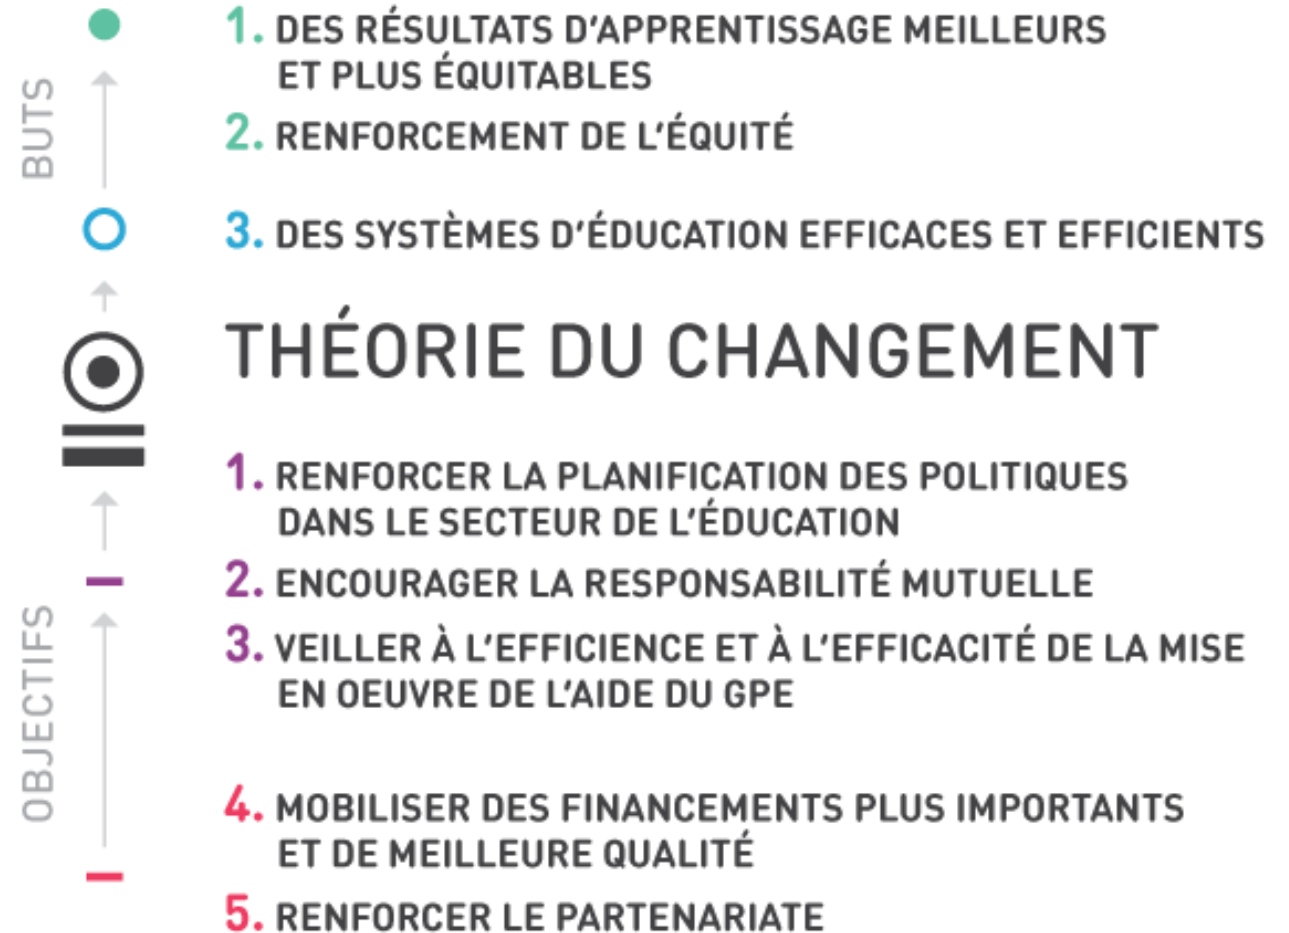 BUTS
1. DES RÉSULTATS D'APPRENTISSAGE MEILLEURS
ET PLUS ÉQUITABLES
2. RENFORCEMENT DE L'ÉQUITÉ
3. DES SYSTÈMES D'ÉDUCATION EFFICACES ET EFFICIENTS
THÉORIE DU CHANGEMENT
OBJECTIFS
1. RENFORCER LA PLANIFICATION DES POLITIQUES
DANS LE SECTEUR DE L'ÉDUCATION
2. ENCOURAGER LA RESPONSABILITÉ MUTUELLE
3. VEILLER À L'EFFICIENCE ET À L'EFFICACITÉ DE LA MISE
EN OEUVRE DE L'AIDE DU GPE
4. MOBILISER DES FINANCEMENTS PLUS IMPORTANTS
ET DE MEILLEURE QUALITÉ
5. RENFORCER LE PARTENARIATE